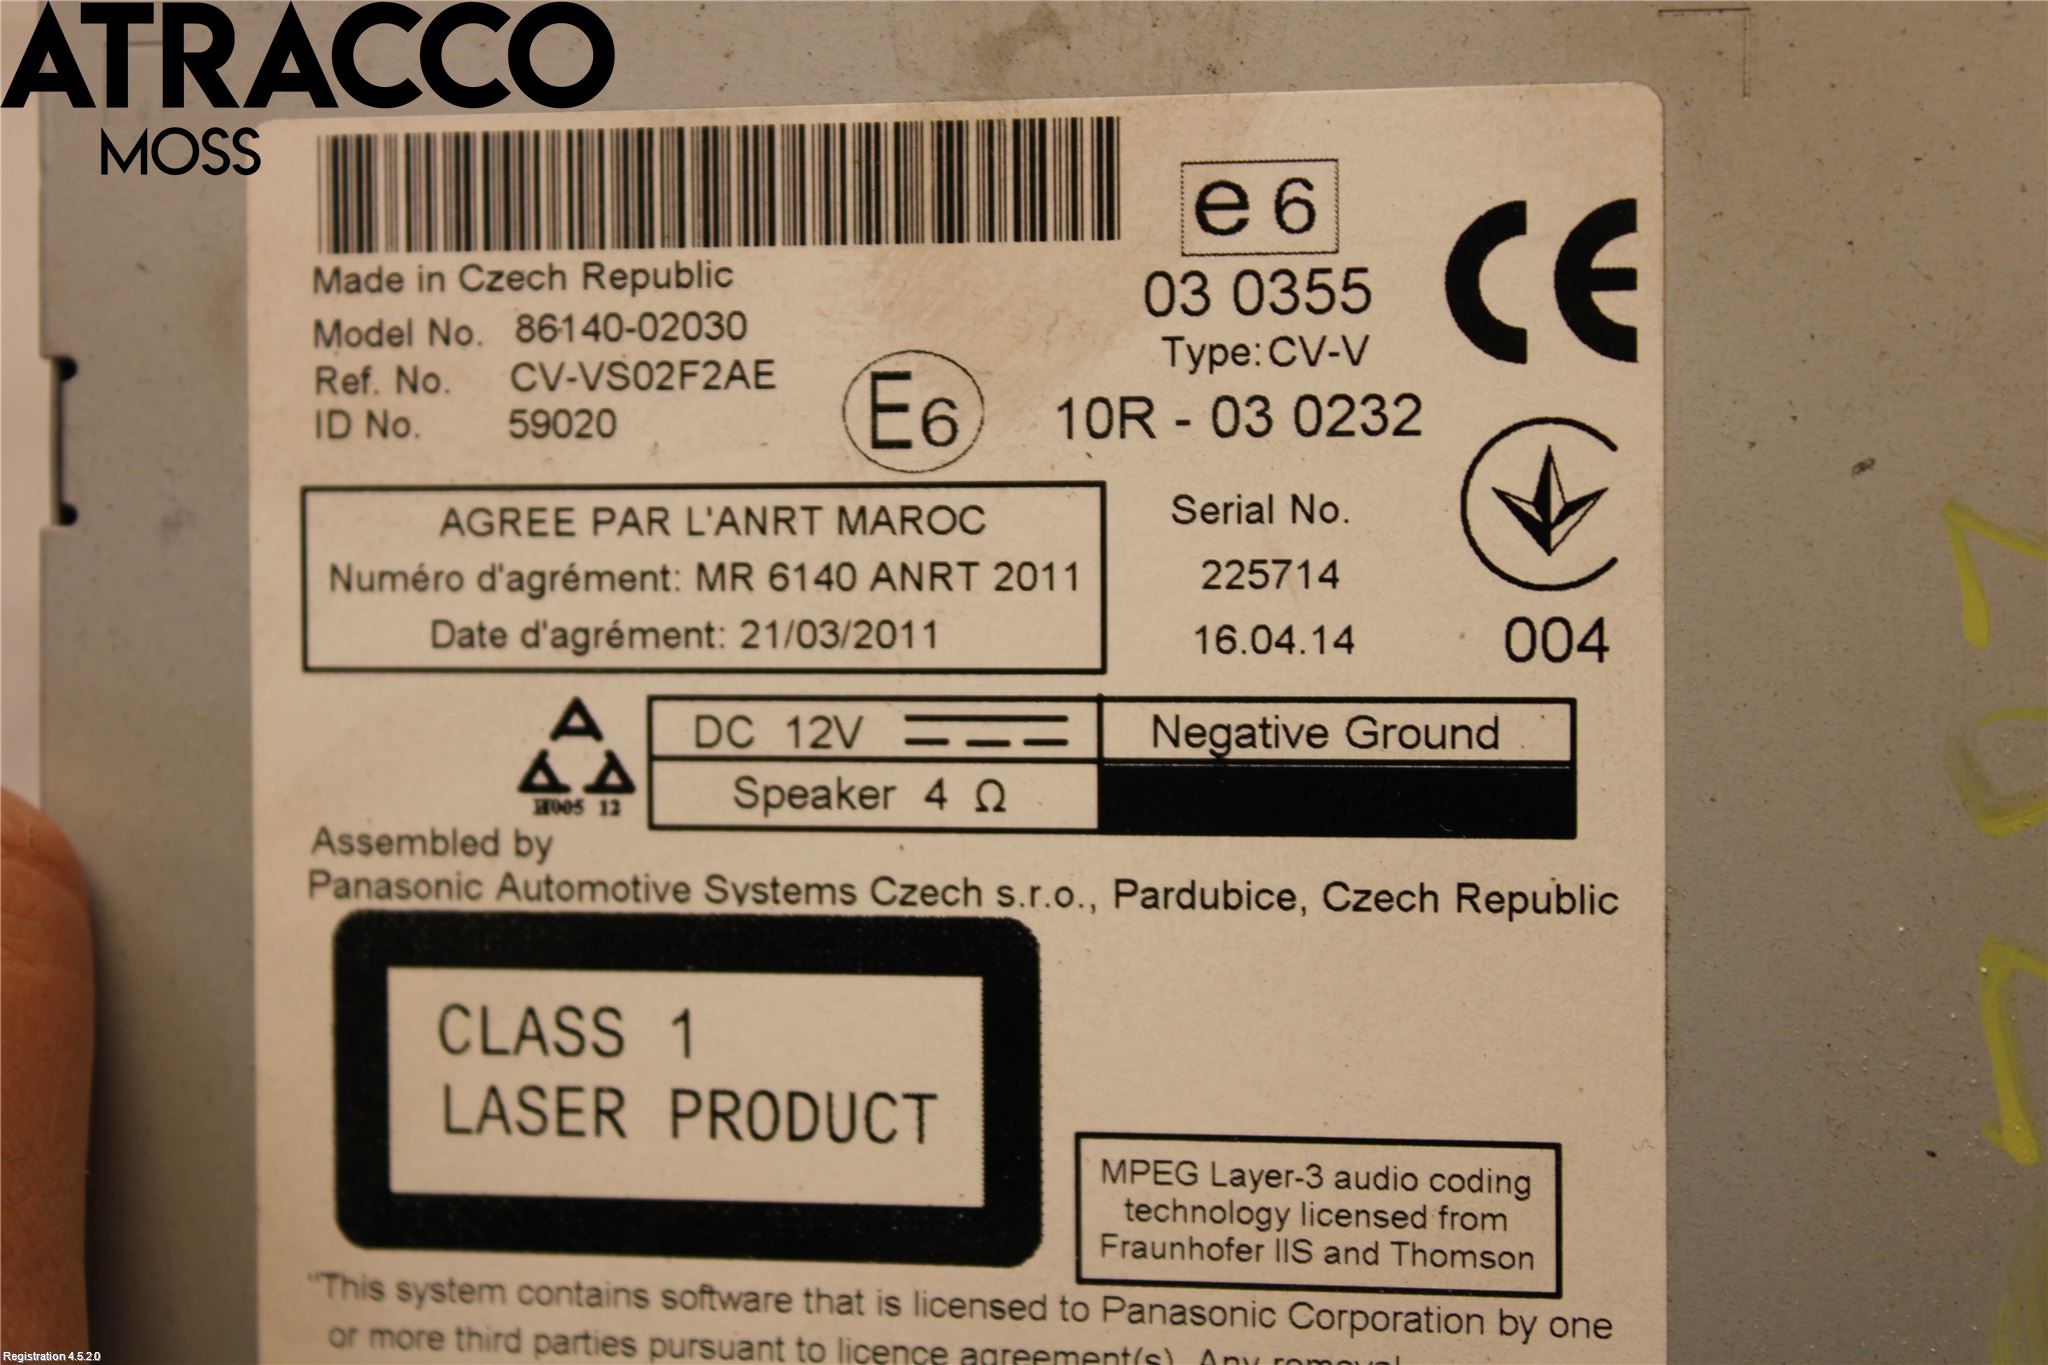 ATRACCO
MOSS
Made in Czech Republic
Model No. 86140-02030
Ref. No. CV-VS02F2AE
ID No. 59020
E6
e6
03 0355
Type:CV-V
10R - 03 0232
CE
AGREE PAR L'ANRT MAROC
Numéro d'agrément: MR 6140 ANRT 2011
Date d'agrément: 21/03/2011
Serial No.
225714
16.04.14
004
H005 12
DC 12V Negative Ground
Speaker 4 Ω
Assembled by
Panasonic Automotive Systems Czech s.r.o., Pardubice, Czech Republic
CLASS 1
LASER PRODUCT
MPEG Layer-3 audio coding
technology licensed from
Fraunhofer IIS and Thomson
"This system contains software that is licensed to Panasonic Corporation by one
or more third parties pursuant to licence agreement(s). Any removal
Registration 4.5.2.0